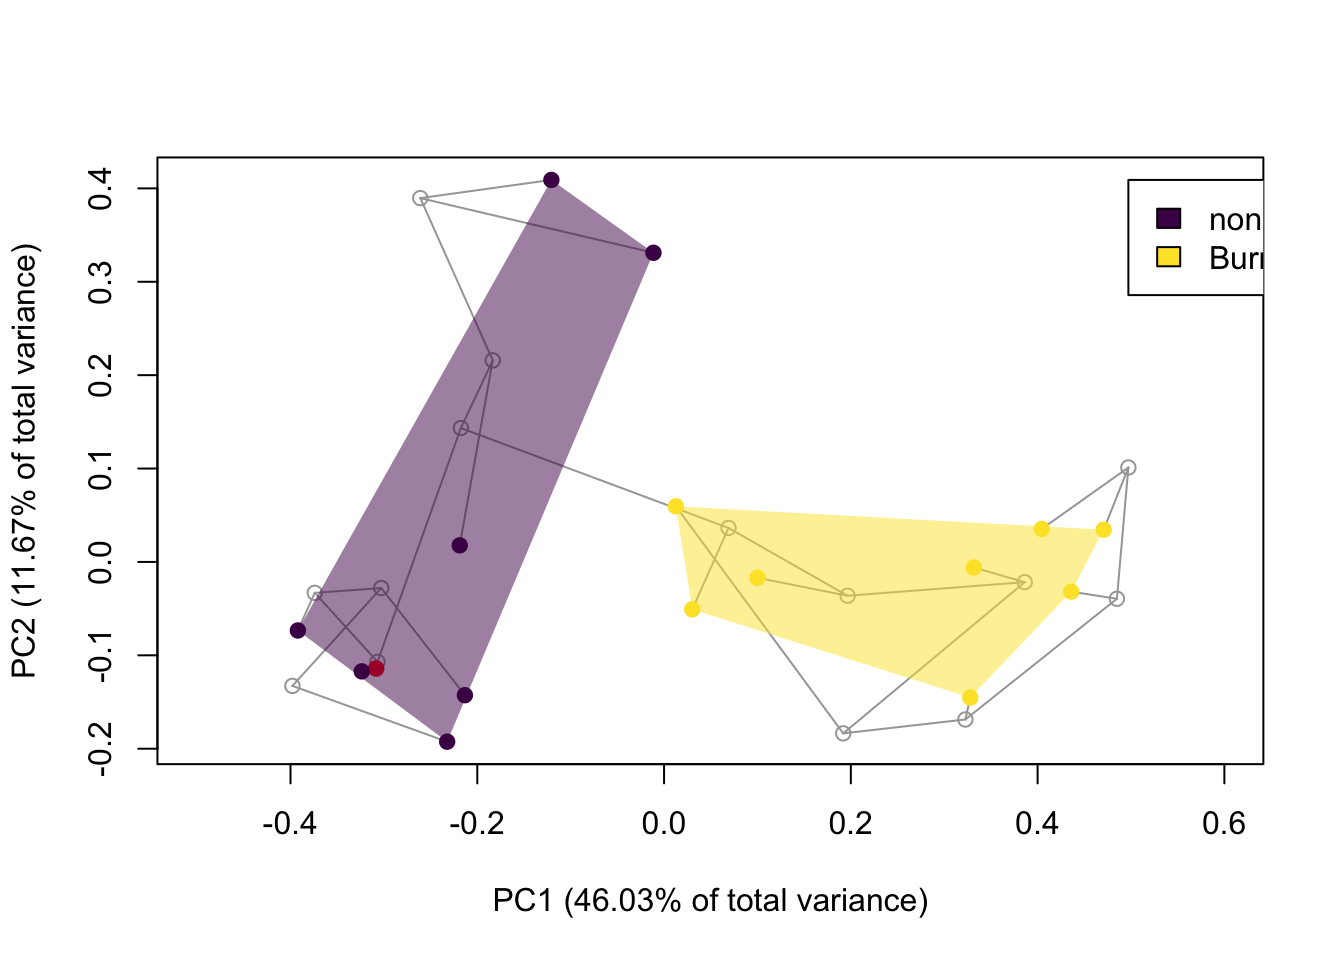 0.4
0.3
0.2
0.1
0.0
-0.1
-0.2
PC2 (11.67% of total variance)
non
Burr
-0.4 -0.2 0.0 0.2 0.4 0.6
PC1 (46.03% of total variance)